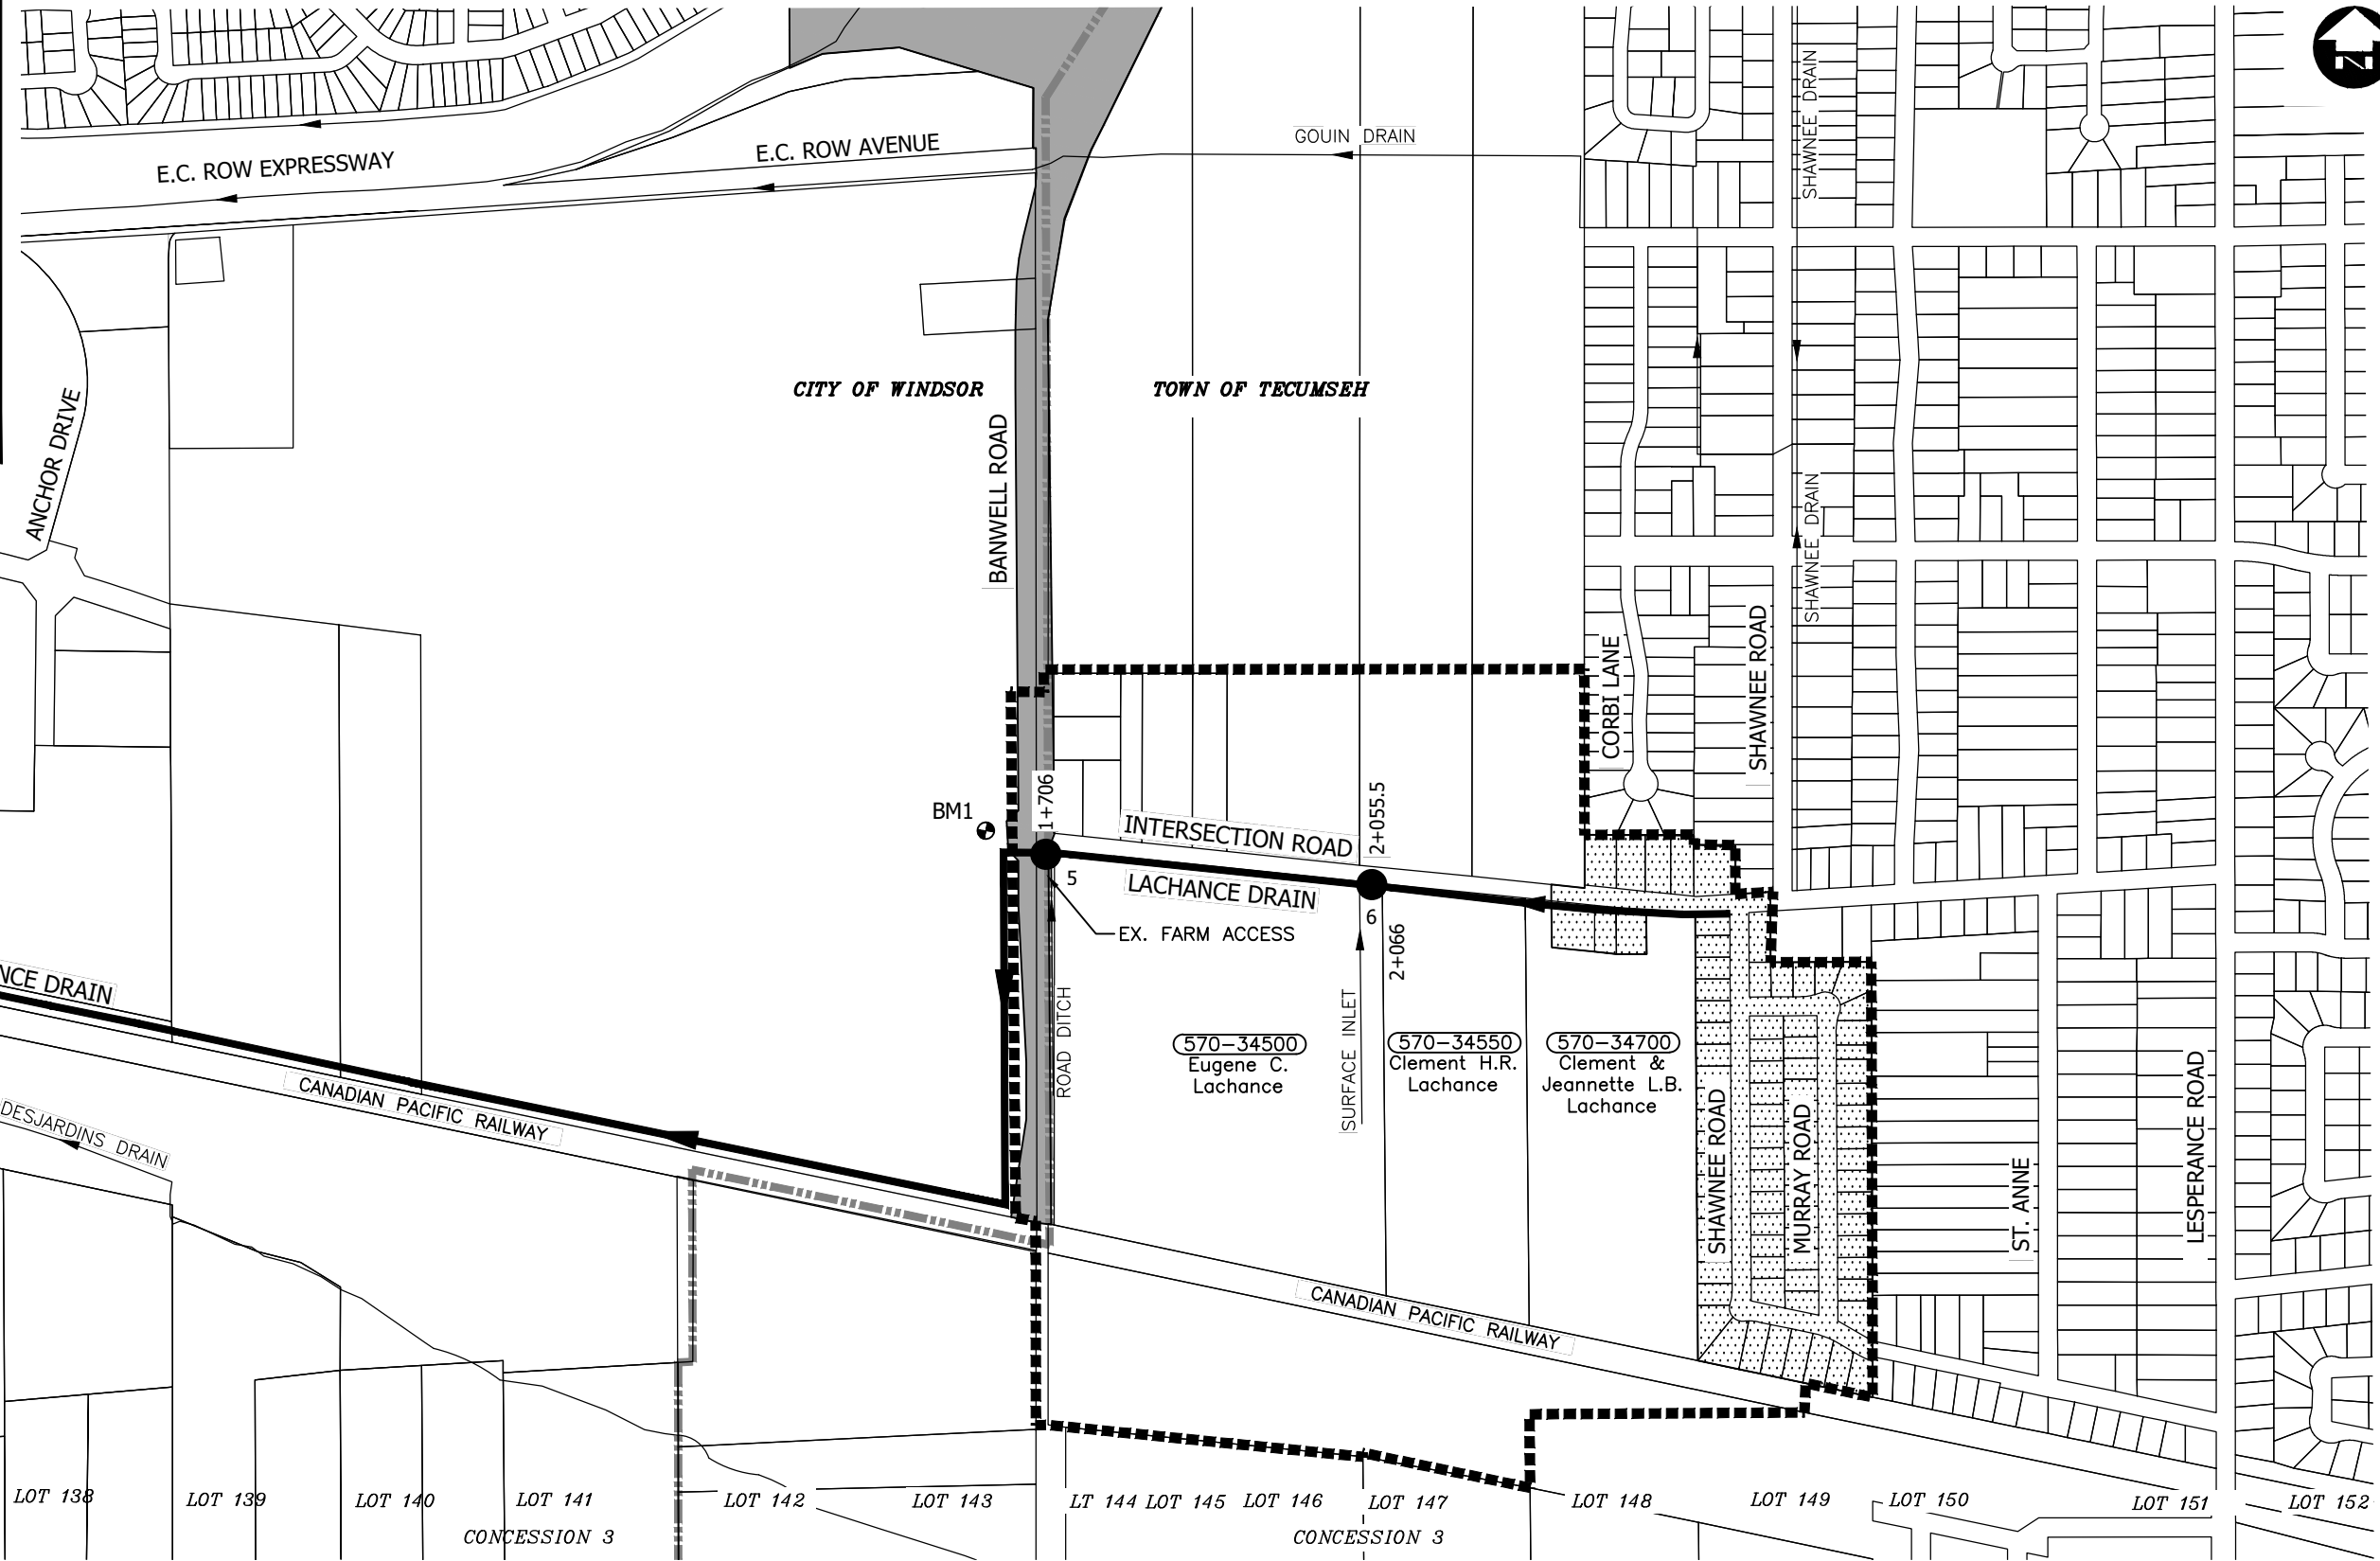 N
SHAWNEE DRAIN
GOUIN DRAIN
E.C. ROW AVENUE
E.C. ROW EXPRESSWAY
CITY OF WINDSOR
TOWN OF TECUMSEH
ANCHOR DRIVE
BANWELL ROAD
SHAWNEE DRAIN
CORBI LANE
SHAWNEE ROAD
BM1
1+706
2+055.5
INTERSECTION ROAD
5
LACHANCE DRAIN
6
EX. FARM ACCESS
2+066
NCE DRAIN
ROAD DITCH
SURFACE INLET
570-34500
Eugene C.
Lachance
570-34550
Clement H.R.
Lachance
570-34700
Clement &
Jeannette L.B.
Lachance
CANADIAN PACIFIC RAILWAY
DESJARDINS DRAIN
SHAWNEE ROAD
MURRAY ROAD
ST. ANNE
LESPERANCE ROAD
CANADIAN PACIFIC RAILWAY
LOT 138
LOT 139
LOT 140
LOT 141
LOT 142
LOT 143
LT 144
LOT 145
LOT 146
LOT 147
LOT 148
LOT 149
LOT 150
LOT 151
LOT 152
CONCESSION 3
CONCESSION 3